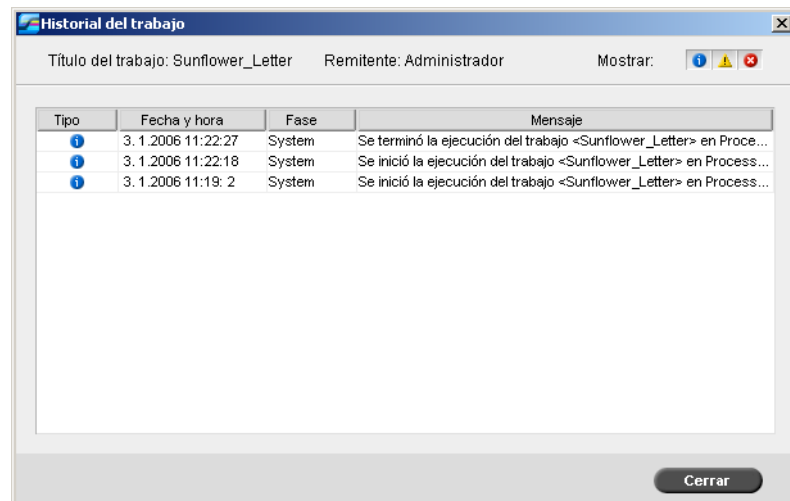 Historial del trabajo
Título del trabajo: Sunflower_Letter Remitente: Administrador Mostrar:
Tipo Fecha y hora Fase Mensaje
3. 1.2006 11:22:27 System Se terminó la ejecución del trabajo <Sunflower_Letter> en Proce...
3. 1.2006 11:22:18 System Se inició la ejecución del trabajo <Sunflower_Letter> en Process...
3. 1.2006 11:19: 2 System Se inició la ejecución del trabajo <Sunflower_Letter> en Process...
Cerrar